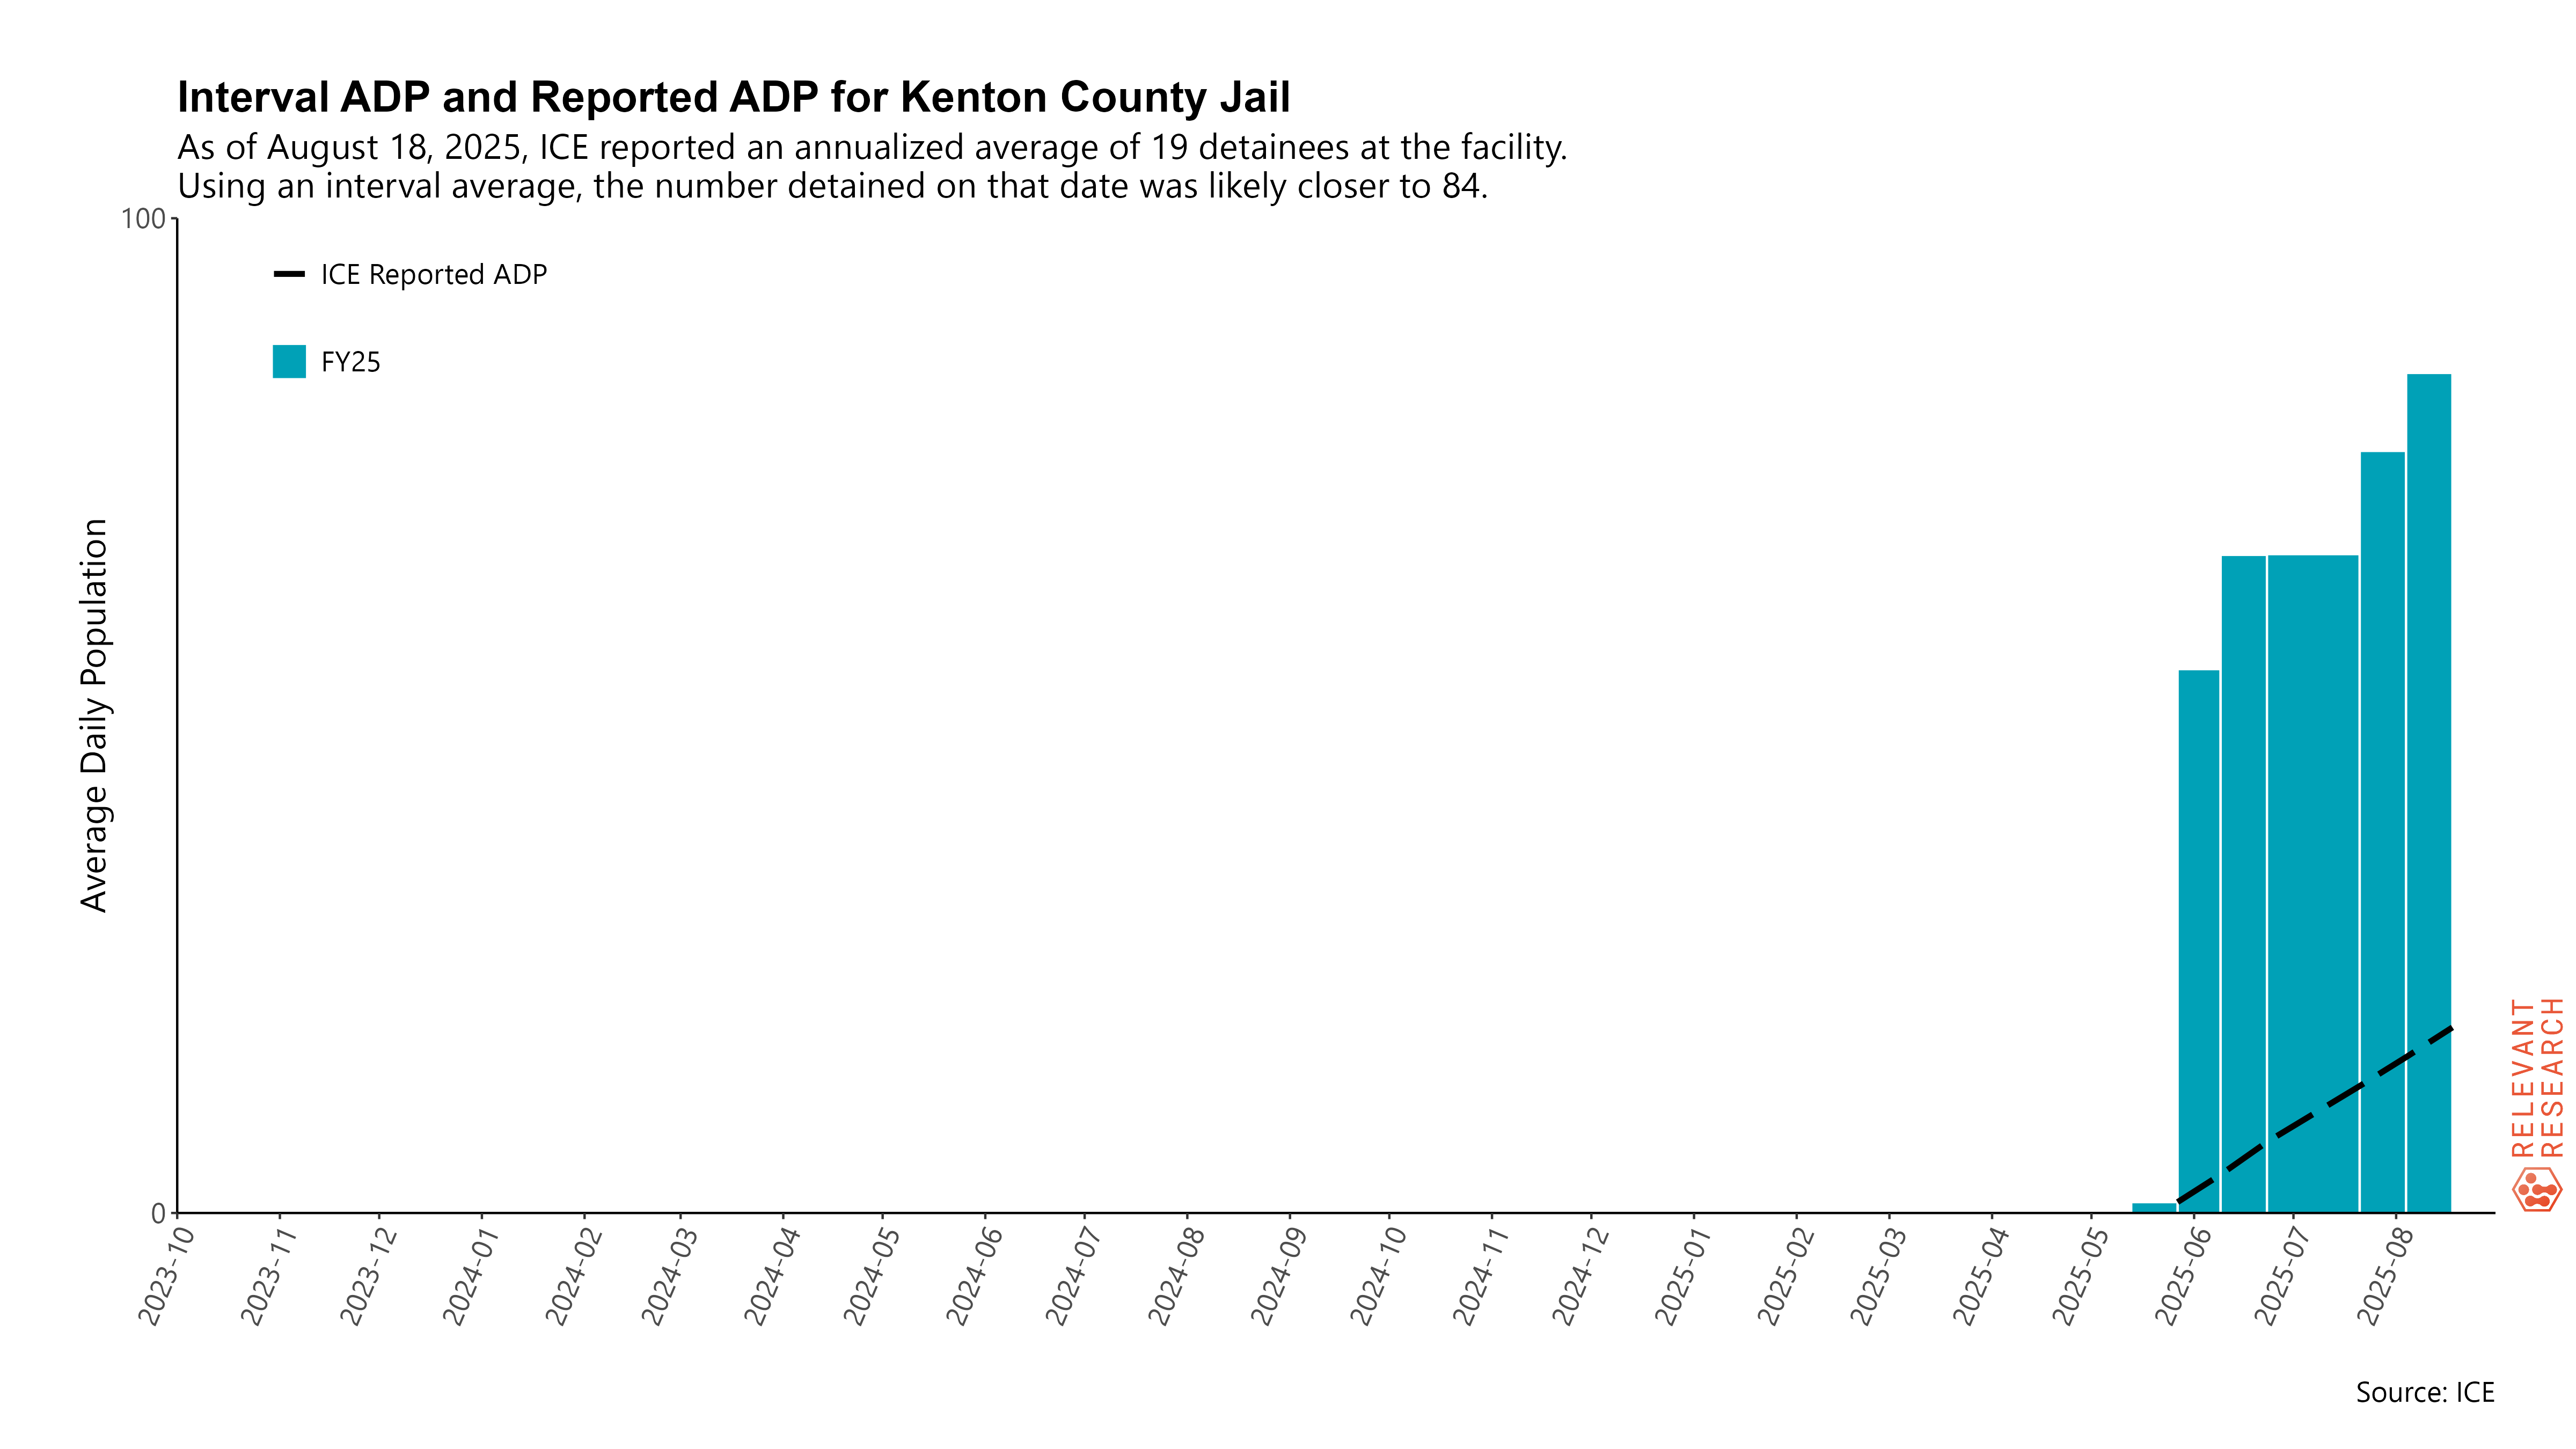 Interval ADP and Reported ADP for Kenton County Jail
As of August 18, 2025, ICE reported an annualized average of 19 detainees at the facility.
Using an interval average, the number detained on that date was likely closer to 84.
100
ICE Reported ADP
FY25
Average Daily Population
0
2023-10
2023-11
2023-12
2024-01
2024-02
2024-03
2024-04
2024-05
2024-06
2024-07
2024-08
2024-09
2024-10
2024-11
2024-12
2025-01
2025-02
2025-03
2025-04
2025-05
2025-06
2025-07
2025-08
RELEVANT
RESEARCH
Source: ICE